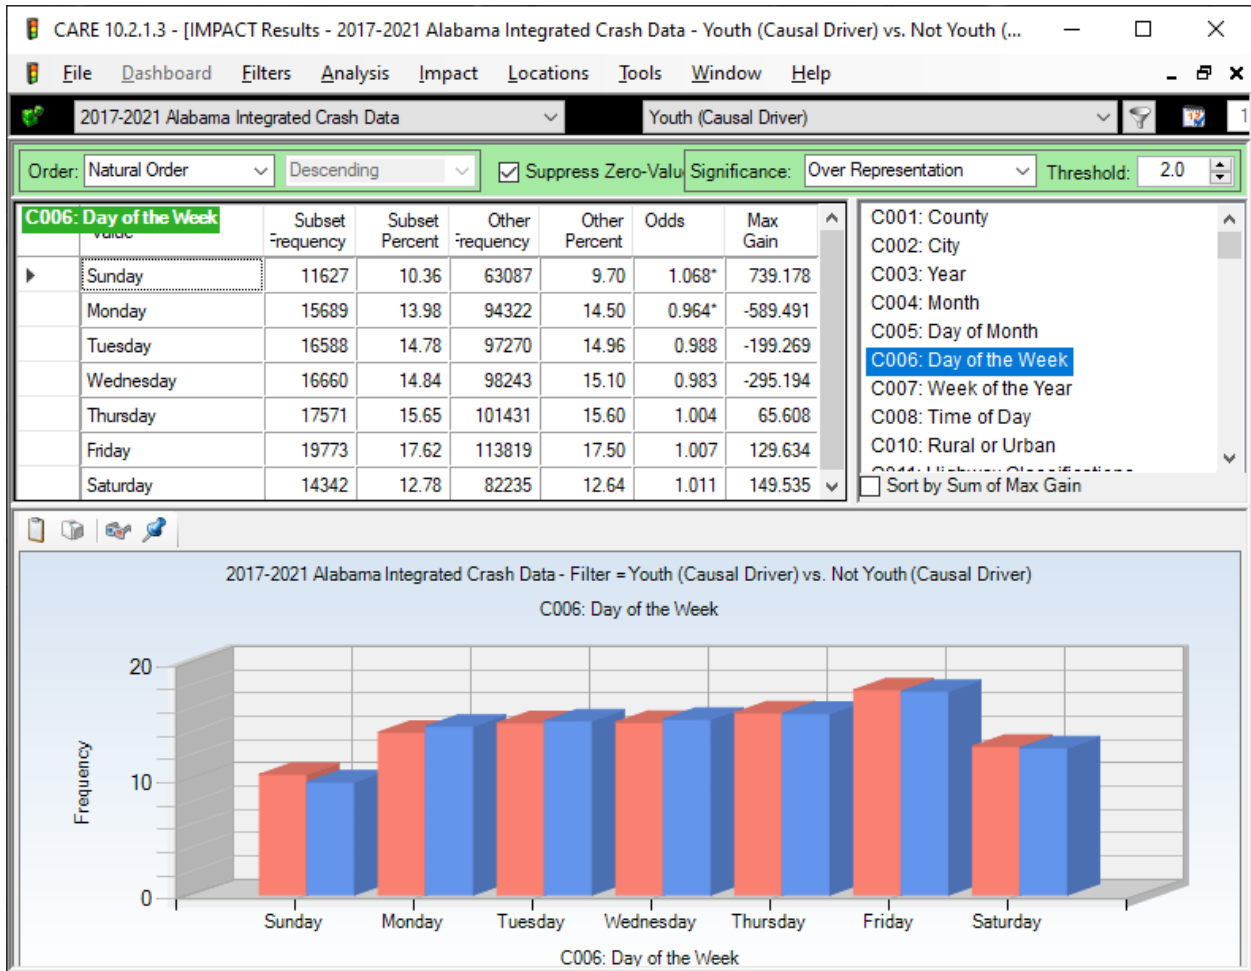 CARE 10.2.1.3 - [IMPACT Results - 2017-2021 Alabama Integrated Crash Data - Youth (Causal Driver) vs. Not Youth (...
File Dashboard Filters Analysis Impact Locations Tools Window Help
2017-2021 Alabama Integrated Crash Data Youth (Causal Driver) 1
Order: Natural Order Descending Suppress Zero-Valu Significance: Over Representation Threshold: 2.0
C006: Day of the Week
Value Subset Frequency Subset Percent Other Frequency Other Percent Odds Max Gain
Sunday 11627 10.36 63087 9.70 1.068* 739.178
Monday 15689 13.98 94322 14.50 0.964* -589.491
Tuesday 16588 14.78 97270 14.96 0.988 -199.269
Wednesday 16660 14.84 98243 15.10 0.983 -295.194
Thursday 17571 15.65 101431 15.60 1.004 65.608
Friday 19773 17.62 113819 17.50 1.007 129.634
Saturday 14342 12.78 82235 12.64 1.011 149.535
C001: County
C002: City
C003: Year
C004: Month
C005: Day of Month
C006: Day of the Week
C007: Week of the Year
C008: Time of Day
C010: Rural or Urban
C011: Highway Classifications
Sort by Sum of Max Gain
2017-2021 Alabama Integrated Crash Data - Filter = Youth (Causal Driver) vs. Not Youth (Causal Driver)
C006: Day of the Week
Frequency
20
10
0
Sunday Monday Tuesday Wednesday Thursday Friday Saturday
C006: Day of the Week